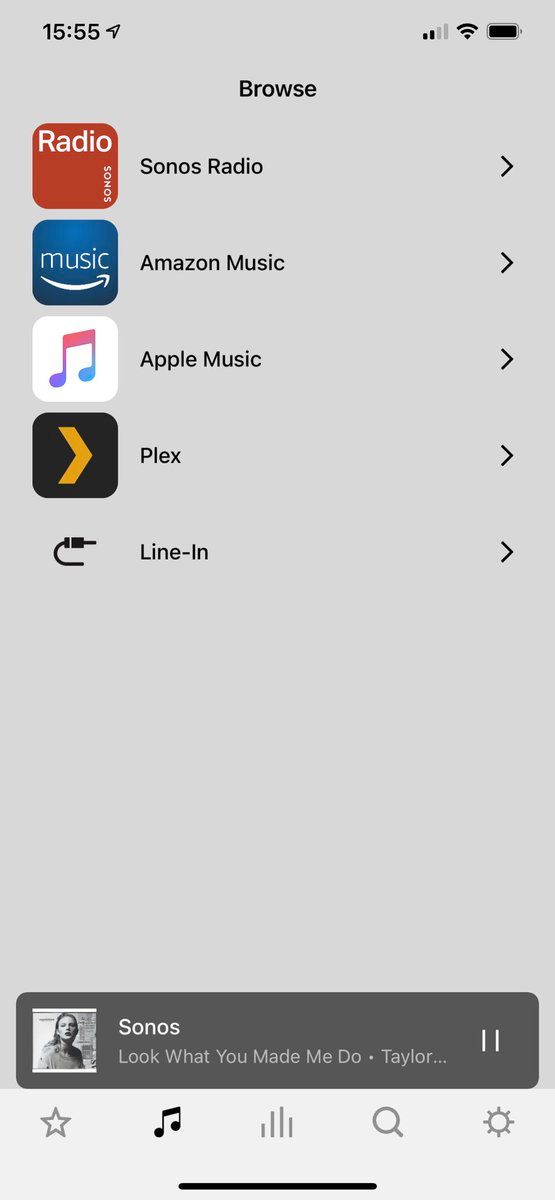 15:55
Browse
Radio
SONOS
Sonos Radio
music
Amazon Music
Apple Music
Plex
Line-In
Sonos
Look What You Made Me Do • Taylor...